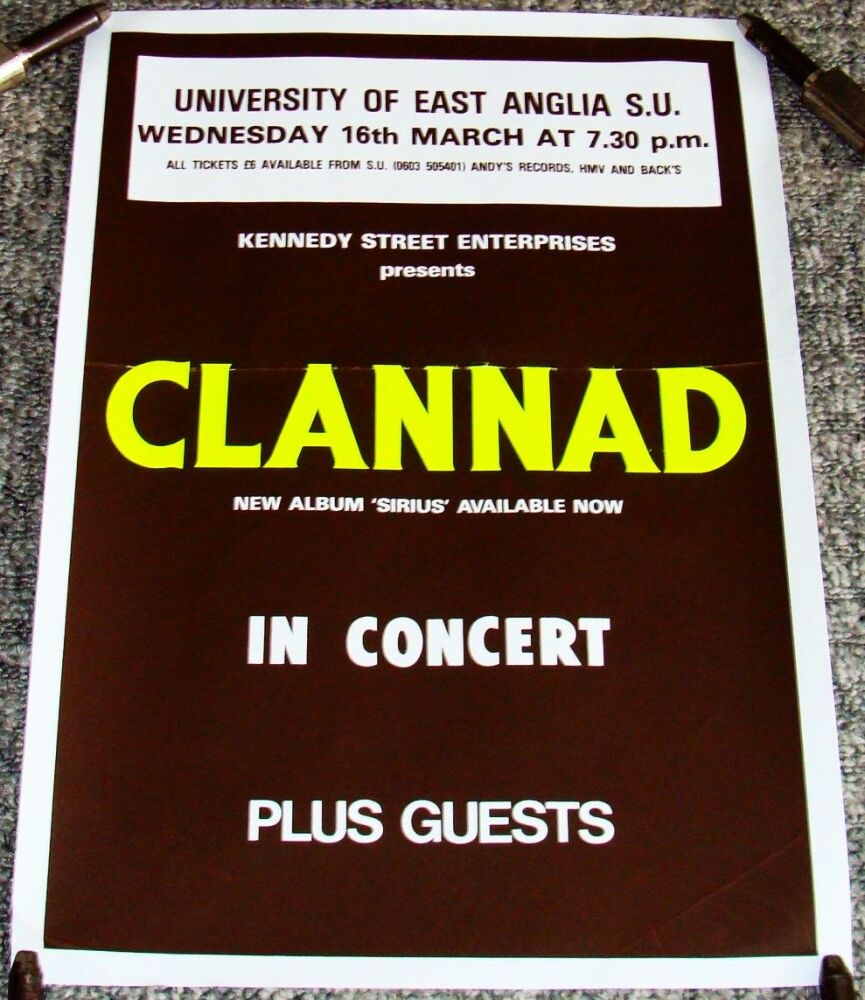 UNIVERSITY OF EAST ANGLIA S.U.
WEDNESDAY 16th MARCH AT 7.30 p.m.
ALL TICKETS £6 AVAILABLE FROM S.U. (0603 505401) ANDY'S RECORDS, HMV AND BACK'S
KENNEDY STREET ENTERPRISES
presents
CLANNAD
NEW ALBUM 'SIRIUS' AVAILABLE NOW
IN CONCERT
PLUS GUESTS